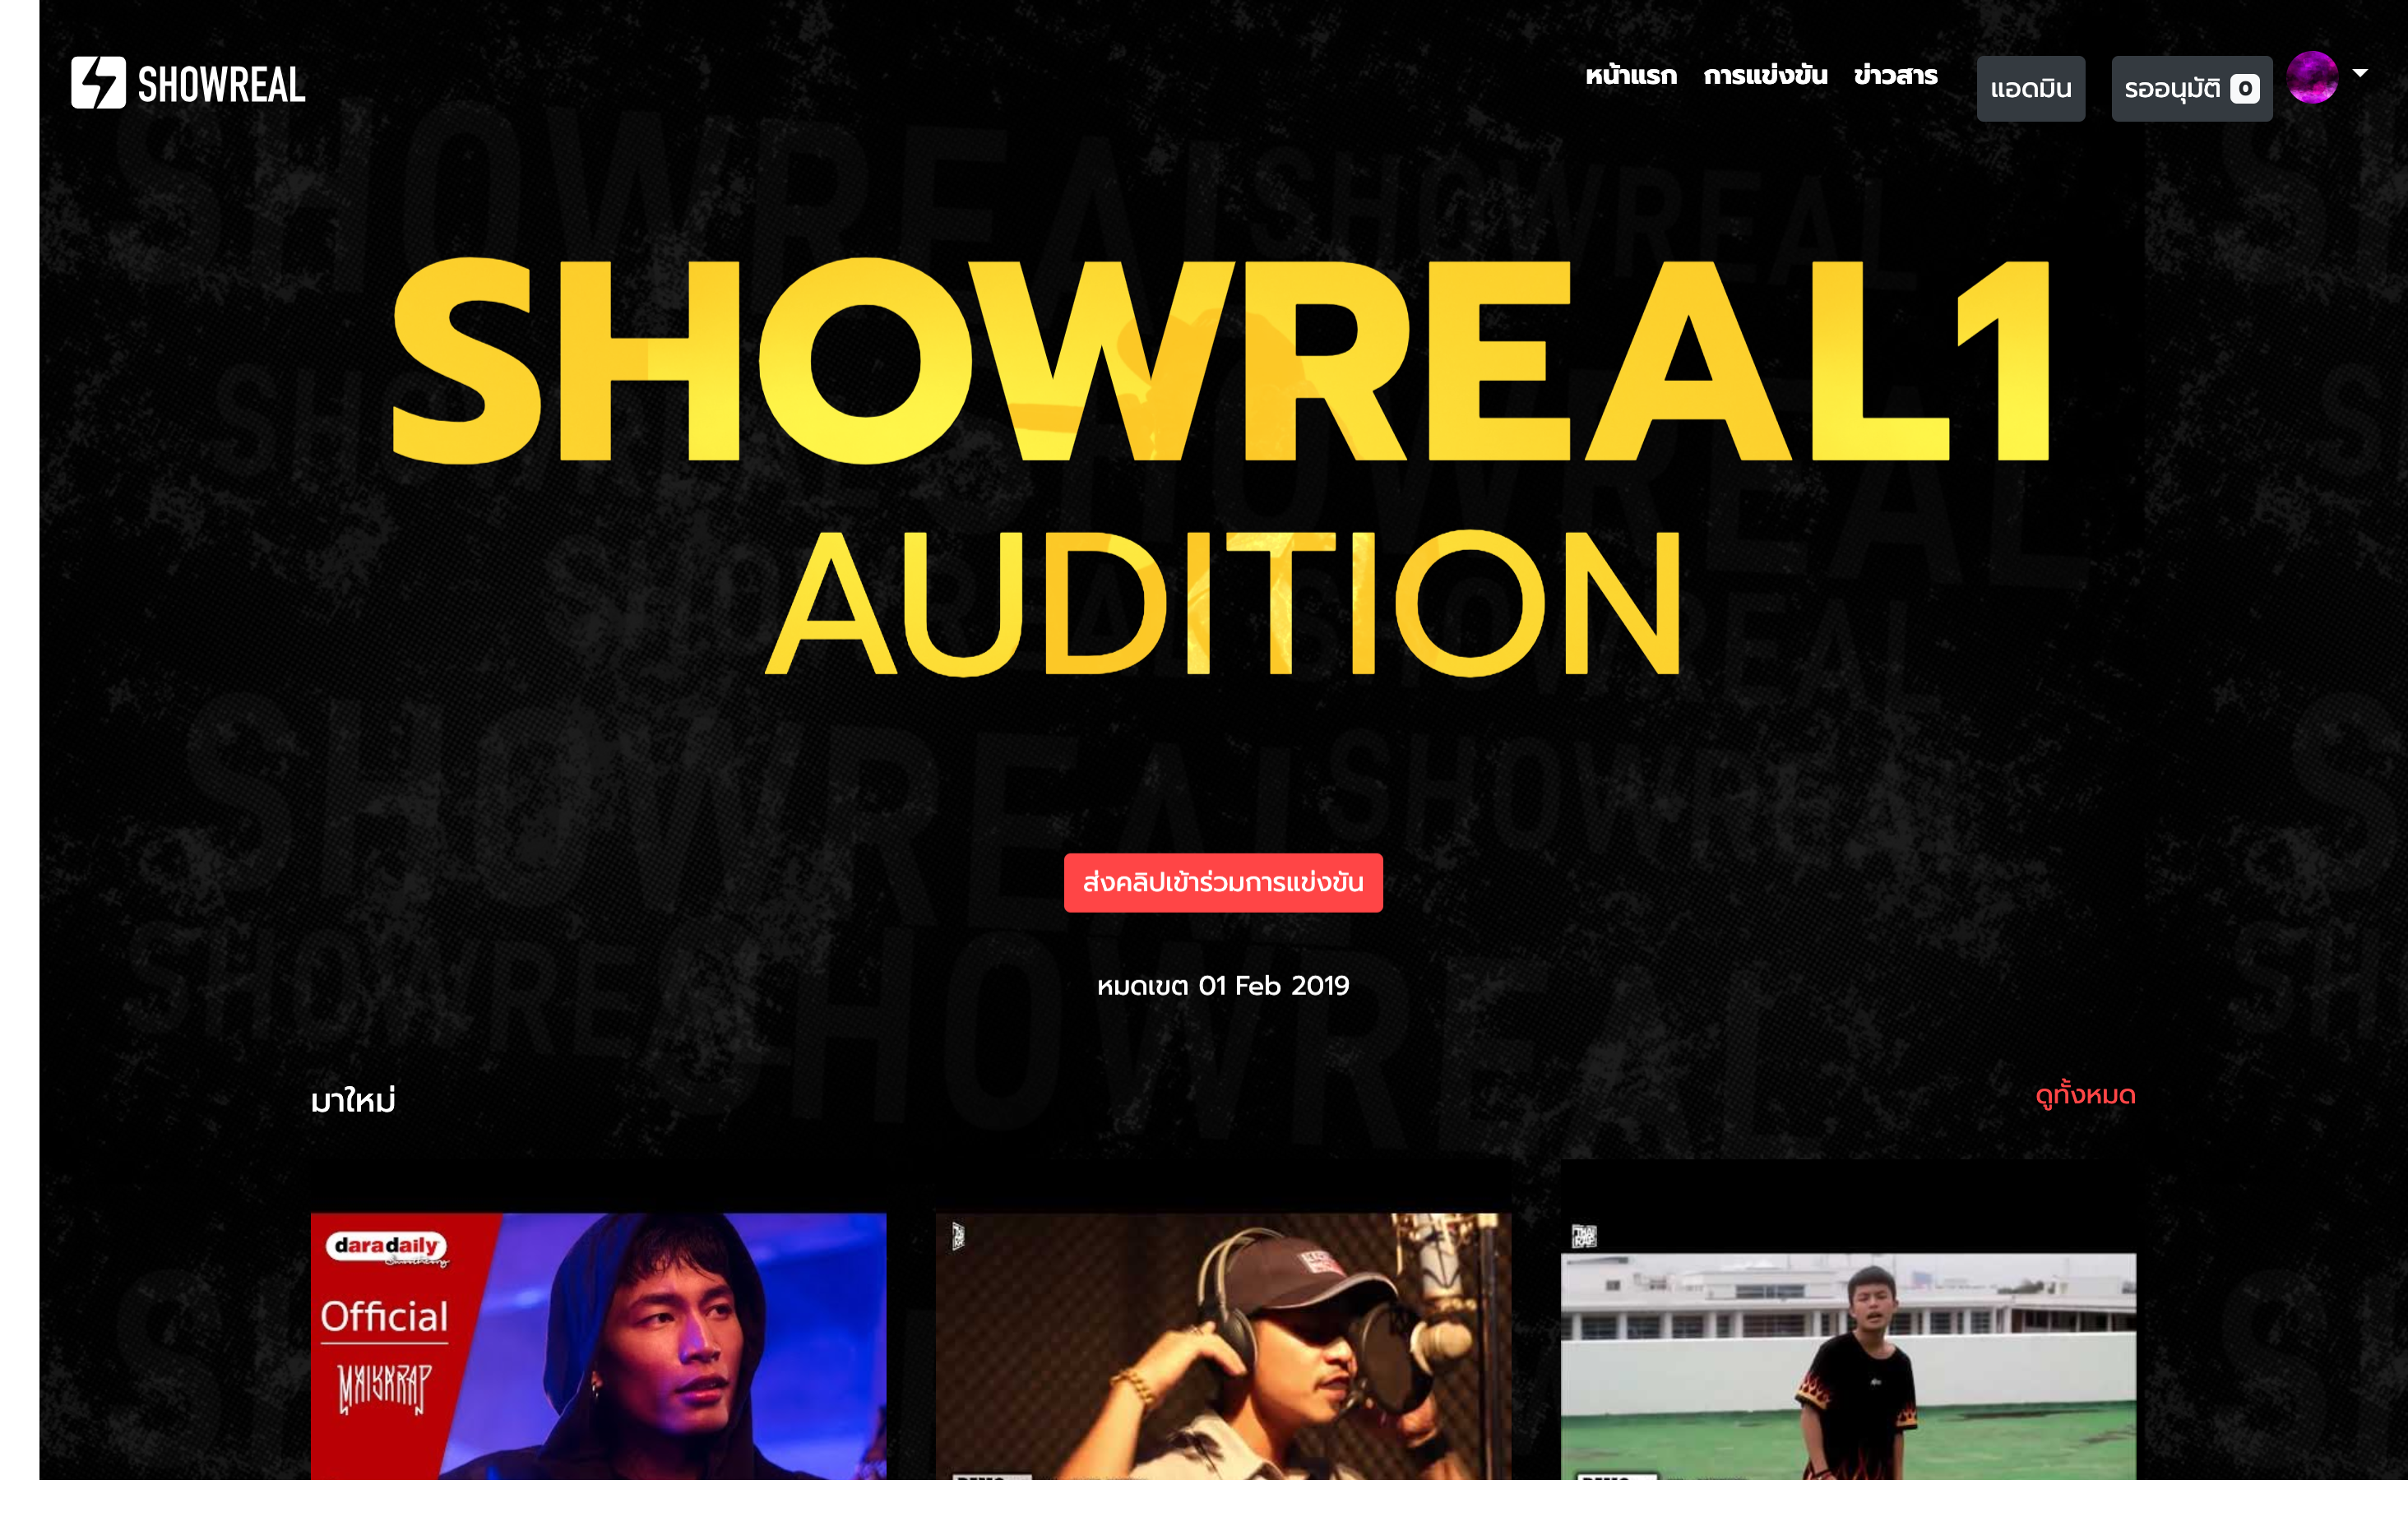 SHOWREAL
หน้าแรก การแข่งขัน ข่าวสาร แอดมิน รออนุมัติ 0
SHOWREAL1
AUDITION
ส่งคลิปเข้าร่วมการแข่งขัน
หมดเขต 01 Feb 2019
มาใหม่
ดูทั้งหมด
daradaily
Official
THAI
RAP